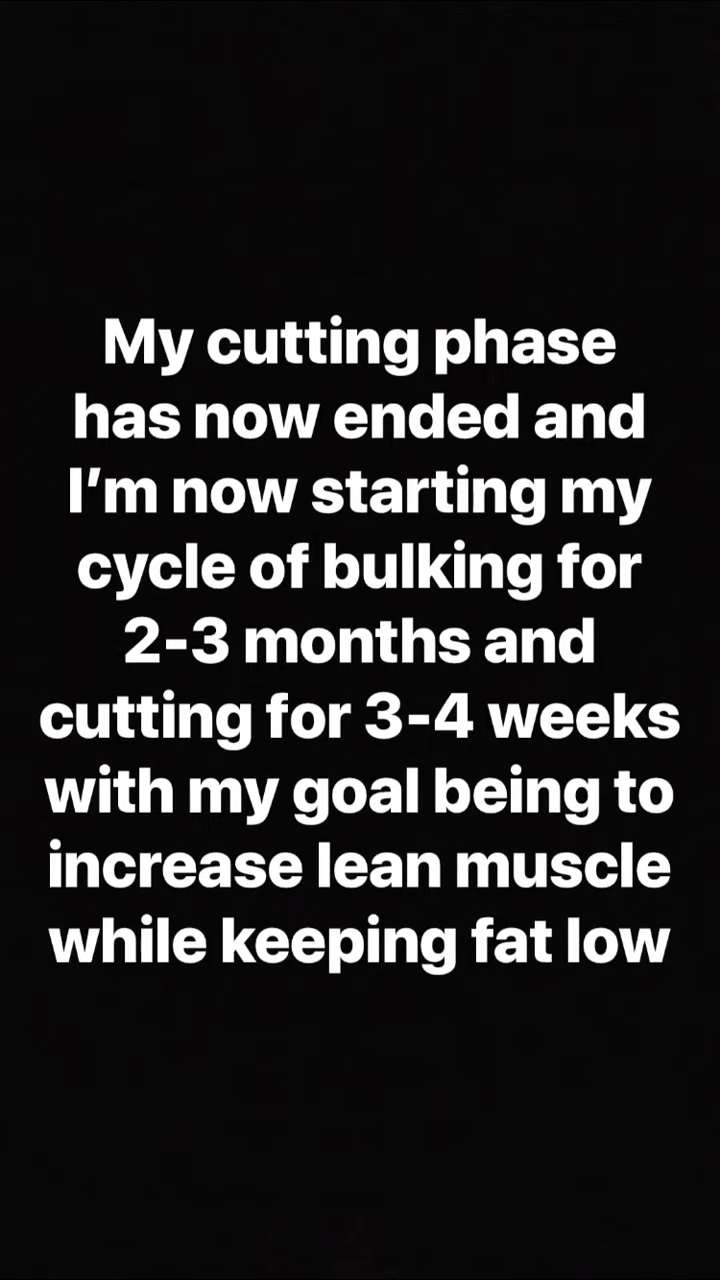 My cutting phase
has now ended and
I’m now starting my
cycle of bulking for
2-3 months and
cutting for 3-4 weeks
with my goal being to
increase lean muscle
while keeping fat low